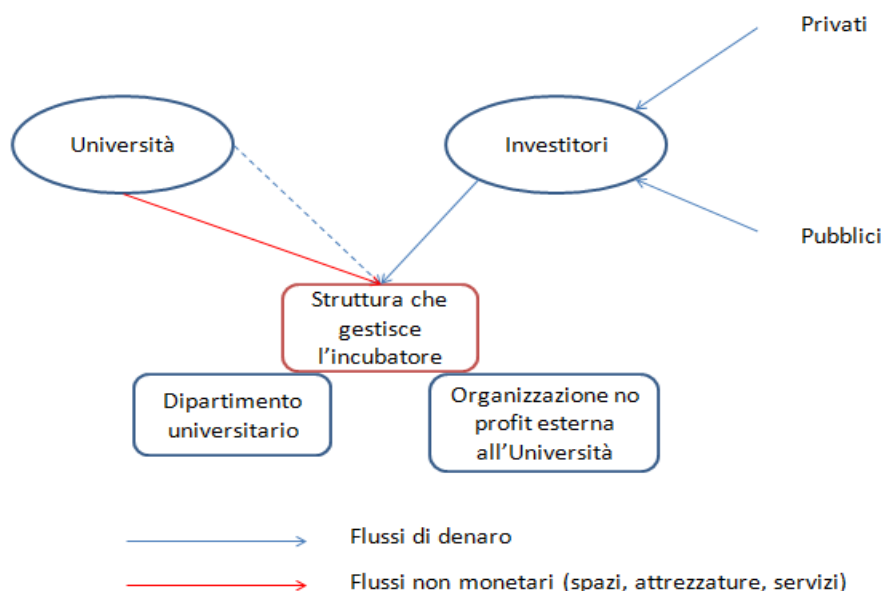 Privati
Università
Investitori
Pubblici
Struttura che
gestisce
l'incubatore
Dipartimento
universitario
Organizzazione no
profit esterna
all'Università
Flussi di denaro
Flussi non monetari (spazi, attrezzature, servizi)